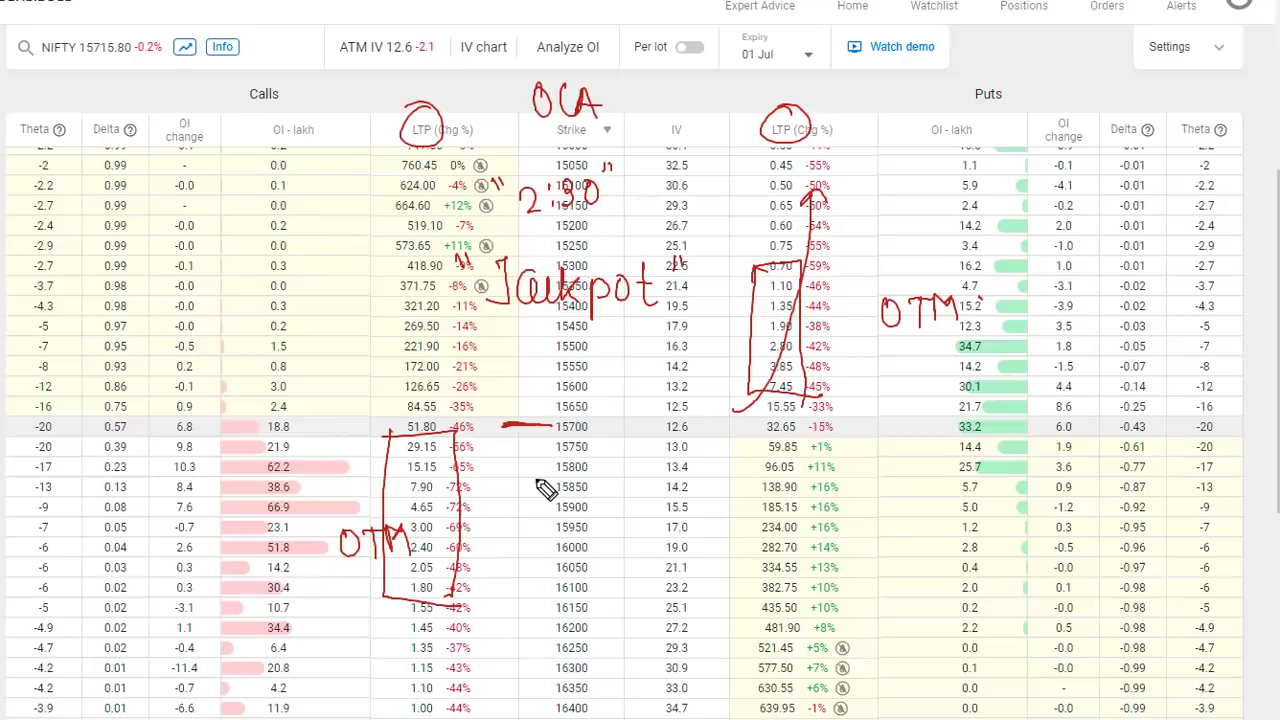 Expert Advice Home Watchlist Positions Orders Alerts
NIFTY 15715.80 -0.2% Info ATM IV 12.6 -2.1 IV chart Analyze OI Per lot Expiry 01 Jul Watch demo Settings
OCA
Calls Puts
Theta Delta OI change OI - lakh LTP (Chg %) Strike IV LTP (Chg %) OI - lakh OI change Delta Theta
-2 0.99 - 0.0 760.45 0% 15050 32.5 0.45 -55% 1.1 -0.1 -0.01 -2
-2.2 0.99 -0.0 0.1 624.00 -4% 15100 30.6 0.50 -50% 5.9 -4.1 -0.01 -2.2
"2:30"
-2.7 0.99 -0.0 664.60 +12% 15150 29.3 0.65 -50% 2.4 -0.2 -0.01 -2.7
-2.4 0.99 -0.0 0.2 519.10 -7% 15200 26.7 0.60 -54% 14.2 2.0 -0.01 -2.4
-2.9 0.99 -0.0 0.0 573.65 +11% 15250 25.1 0.75 -55% 3.4 -1.0 -0.01 -2.9
-2.7 0.99 -0.1 0.3 418.90 15300 22.5 0.70 -59% 16.2 1.0 -0.01 -2.7
"Jackpot"
-3.7 0.98 -0.0 0.1 371.75 -8% 15350 21.4 1.10 -46% 4.7 -3.1 -0.02 -3.7
-4.3 0.98 -0.0 0.3 321.20 -11% 15400 19.5 1.35 -44% 15.2 -3.9 -0.02 -4.3
OTM
-5 0.97 -0.0 0.2 269.50 -14% 15450 17.9 1.90 -38% 12.3 3.5 -0.03 -5
-7 0.95 -0.5 1.5 221.90 -16% 15500 16.3 2.80 -42% 34.7 1.8 -0.05 -7
-8 0.93 0.2 0.8 172.00 -21% 15550 14.2 3.85 -48% 14.2 -1.5 -0.07 -8
-12 0.86 -0.1 3.0 126.65 -26% 15600 13.2 7.45 -45% 30.1 4.4 -0.14 -12
-16 0.75 0.9 2.4 84.55 -35% 15650 12.5 15.55 -33% 21.7 8.6 -0.25 -16
-20 0.57 6.8 18.8 51.80 -46% 15700 12.6 32.65 -15% 33.2 6.0 -0.43 -20
-20 0.39 9.8 21.9 29.15 -56% 15750 13.0 59.85 +1% 14.4 1.9 -0.61 -20
-17 0.23 10.3 62.2 15.15 -65% 15800 13.4 96.05 +11% 25.7 3.6 -0.77 -17
-13 0.13 8.4 38.6 7.90 -72% 15850 14.2 138.90 +16% 5.7 0.9 -0.87 -13
-9 0.08 7.6 66.9 4.65 -72% 15900 15.5 185.15 +16% 5.0 -1.2 -0.92 -9
-7 0.05 -0.7 23.1 3.00 -69% 15950 17.0 234.00 +16% 1.2 0.3 -0.95 -7
OTM
-6 0.04 2.6 51.8 2.40 -60% 16000 19.0 282.70 +14% 2.8 -0.5 -0.96 -6
-6 0.03 0.3 14.2 2.05 -48% 16050 21.1 334.55 +13% 0.4 -0.0 -0.97 -6
-6 0.02 0.3 30.4 1.80 -42% 16100 23.2 382.75 +10% 2.0 0.1 -0.98 -6
-5 0.02 -3.1 10.7 1.55 -42% 16150 25.1 435.50 +10% 0.2 -0.0 -0.98 -5
-4.9 0.02 1.1 34.4 1.45 -40% 16200 27.2 481.90 +8% 2.2 0.5 -0.98 -4.9
-4.7 0.02 -0.4 6.4 1.35 -37% 16250 29.3 521.45 +5% 0.0 -0.0 -0.98 -4.7
-4.2 0.01 -11.4 20.8 1.15 -43% 16300 30.9 577.50 +7% 0.1 -0.0 -0.99 -4.2
-4.2 0.01 -0.7 4.2 1.10 -44% 16350 33.0 630.55 +6% 0.0 - -0.99 -4.2
-3.9 0.01 -6.6 11.9 1.00 -44% 16400 34.7 639.95 -1% 0.0 -0.0 -0.99 -3.9